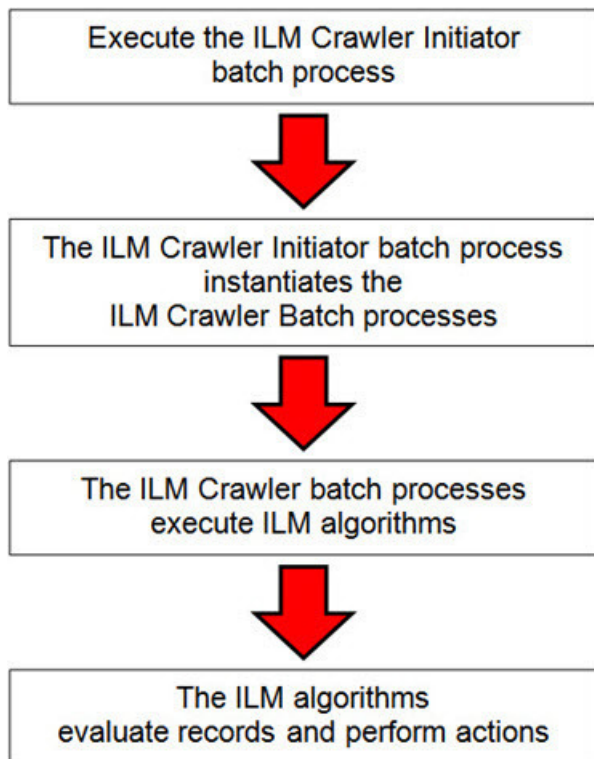 Execute the ILM Crawler Initiator
batch process
The ILM Crawler Initiator batch process
instantiates the
ILM Crawler Batch processes
The ILM Crawler batch processes
execute ILM algorithms
The ILM algorithms
evaluate records and perform actions